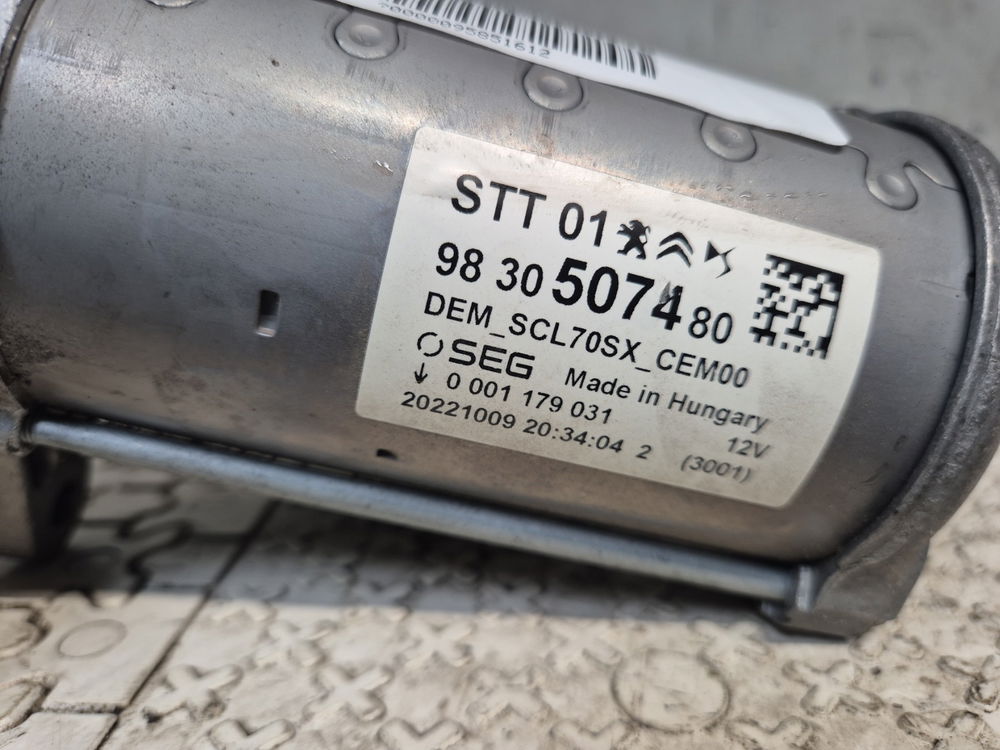 70000095851612
STT 01
98 30 5074 80
DEM_SCL70SX_CEM00
SEG Made in Hungary
0 001 179 031 12V
20221009 20:34:04 2 (3001)